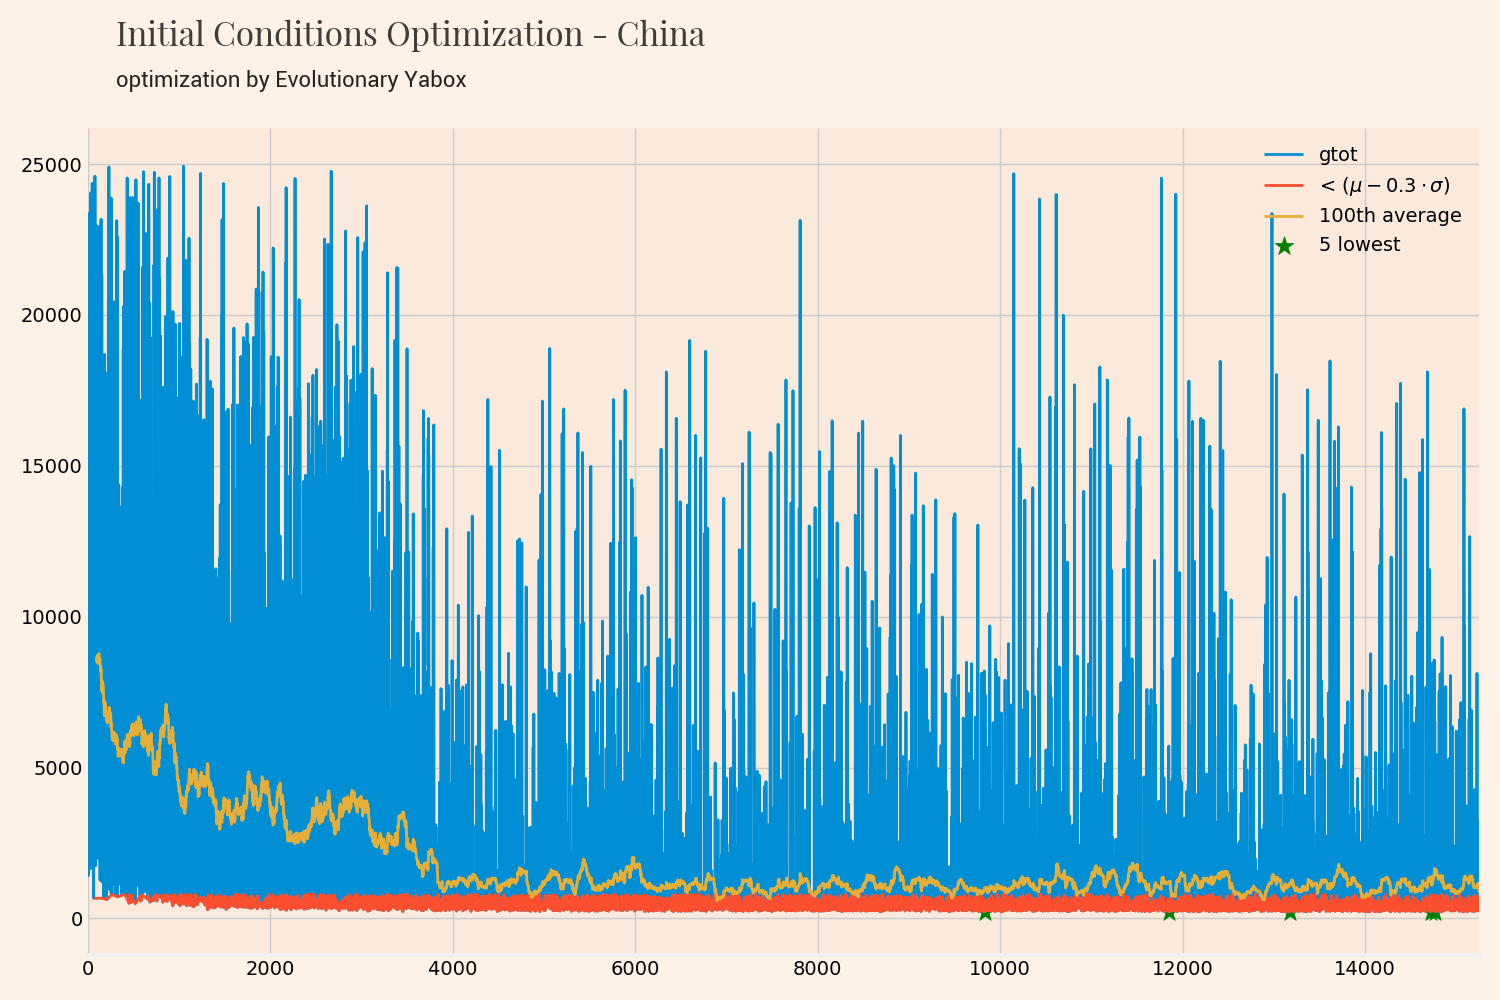 Initial Conditions Optimization - China
optimization by Evolutionary Yabox
gtot
< (μ − 0.3 · σ)
100th average
5 lowest
25000
20000
15000
10000
5000
0
0 2000 4000 6000 8000 10000 12000 14000